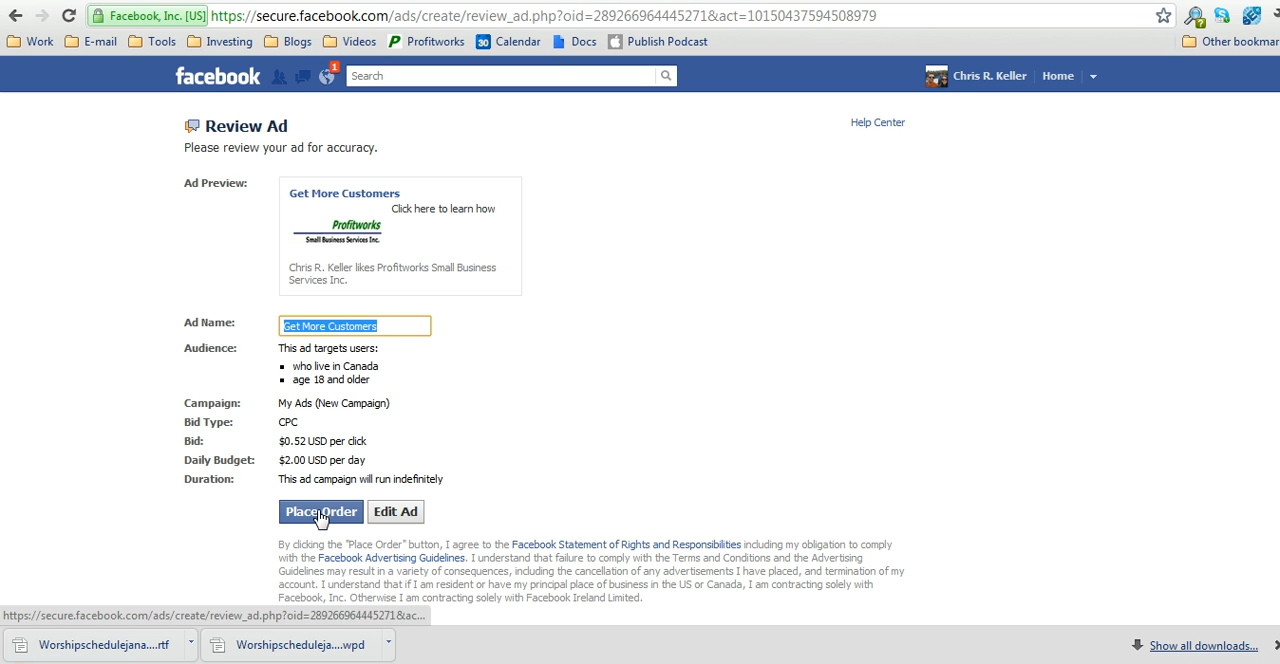 Facebook, Inc. [US] https://secure.facebook.com/ads/create/review_ad.php?oid=289266964445271&act=10150437594508979
Work E-mail Tools Investing Blogs Videos P Profitworks 30 Calendar Docs Publish Podcast Other bookmar
facebook 1 Search Chris R. Keller Home
Review Ad
Help Center
Please review your ad for accuracy.
Ad Preview:
Get More Customers
Click here to learn how
Profitworks
Small Business Services Inc.
Chris R. Keller likes Profitworks Small Business
Services Inc.
Ad Name: Get More Customers
Audience: This ad targets users:
who live in Canada
age 18 and older
Campaign: My Ads (New Campaign)
Bid Type: CPC
Bid: $0.52 USD per click
Daily Budget: $2.00 USD per day
Duration: This ad campaign will run indefinitely
Place Order Edit Ad
By clicking the "Place Order" button, I agree to the Facebook Statement of Rights and Responsibilities including my obligation to comply
with the Facebook Advertising Guidelines. I understand that failure to comply with the Terms and Conditions and the Advertising
Guidelines may result in a variety of consequences, including the cancellation of any advertisements I have placed, and termination of my
account. I understand that if I am resident or have my principal place of business in the US or Canada, I am contracting solely with
Facebook, Inc. Otherwise I am contracting solely with Facebook Ireland Limited.
https://secure.facebook.com/ads/create/review_ad.php?oid=289266964445271&ac...
Worshipschedulejana....rtf Worshipscheduleja....wpd Show all downloads...